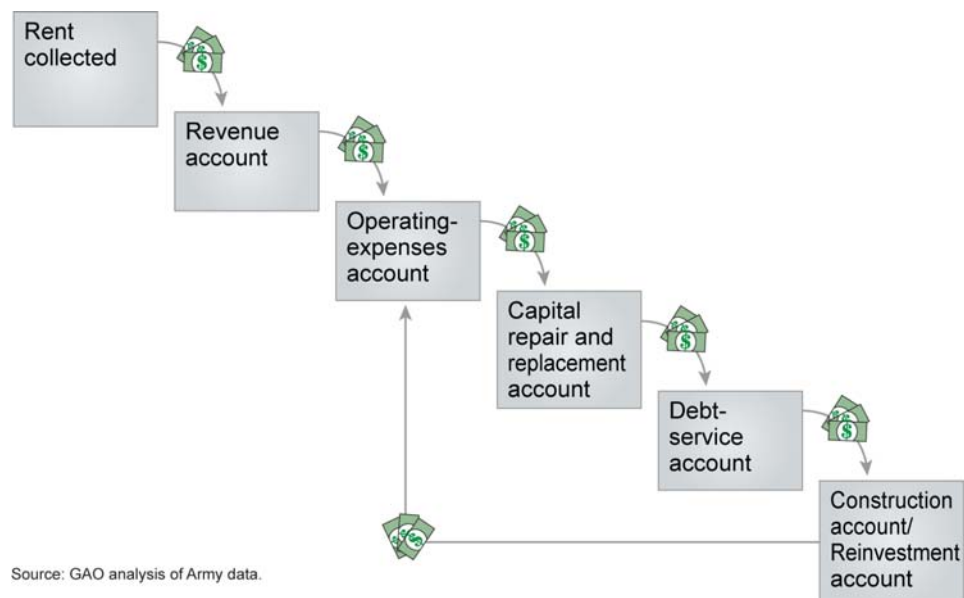 Rent
collected
Revenue
account
Operating-
expenses
account
Capital
repair and
replacement
account
Debt-
service
account
Construction
account/
Reinvestment
account
Source: GAO analysis of Army data.